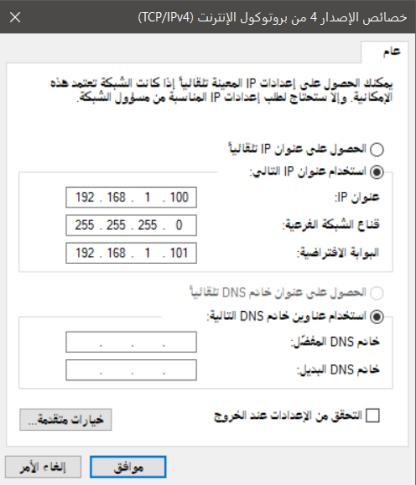 خصائص الإصدار 4 من بروتوكول الإنترنت (TCP/IPv4)
عام
يمكنك الحصول على إعدادات IP المعينة تلقائياً إذا كانت الشبكة تعتمد هذه
الإمكانية. وإلا ستحتاج لطلب إعدادات IP المناسبة من مسؤول الشبكة.
الحصول على عنوان IP تلقائياً
استخدام عنوان IP التالي:
عنوان IP: 192 . 168 . 1 . 100
قناع الشبكة الفرعية: 255 . 255 . 255 . 0
البوابة الافتراضية: 192 . 168 . 1 . 101
الحصول على عنوان خادم DNS تلقائياً
استخدام عناوين خادم DNS التالية:
خادم DNS المفضّل: . . .
خادم DNS البديل: . . .
التحقق من الإعدادات عند الخروج
خيارات متقدمة...
موافق
إلغاء الأمر